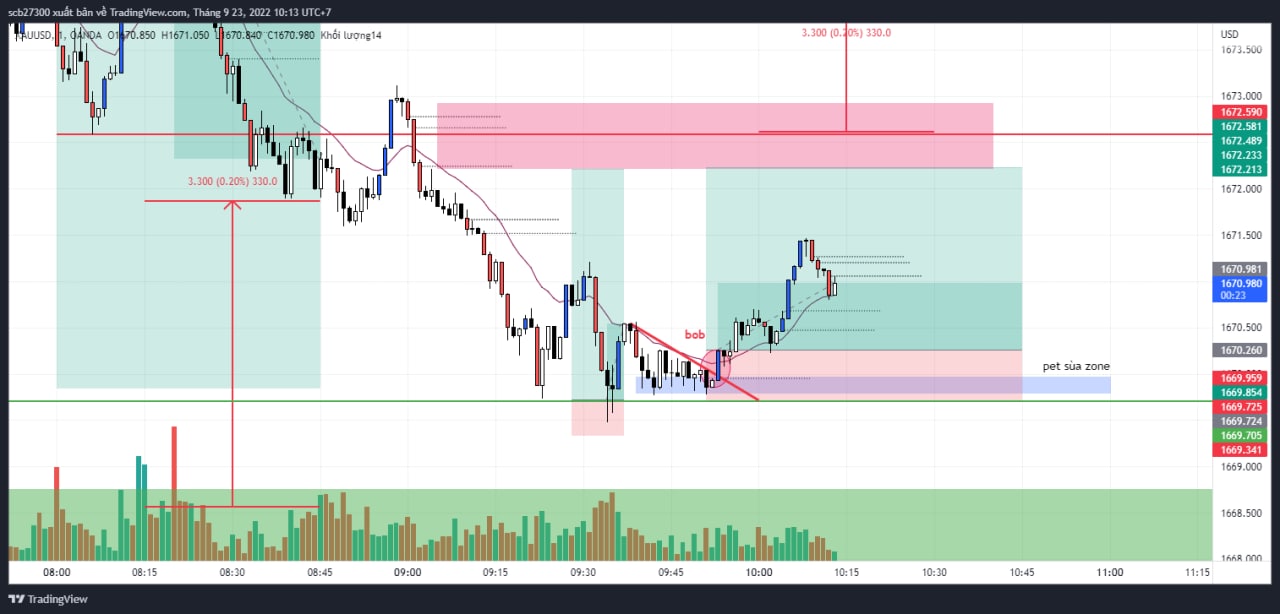 scb27300 xuất bản về TradingView.com, Tháng 9 23, 2022 10:13 UTC+7
XAUUSD, 1, OANDA O1670.850 H1671.050 L1670.840 C1670.980 Khối lượng14
3.300 (0.20%) 330.0
USD
1673.500
1673.000
1672.590
1672.581
1672.489
1672.233
1672.213
1672.000
3.300 (0.20%) 330.0
1671.500
1670.981
1670.980
00:23
1670.500
bob
1670.260
pet sùa zone
1669.959
1669.854
1669.725
1669.724
1669.705
1669.341
1669.000
1668.500
1668.000
08:00 08:15 08:30 08:45 09:00 09:15 09:30 09:45 10:00 10:15 10:30 10:45 11:00 11:15
TradingView